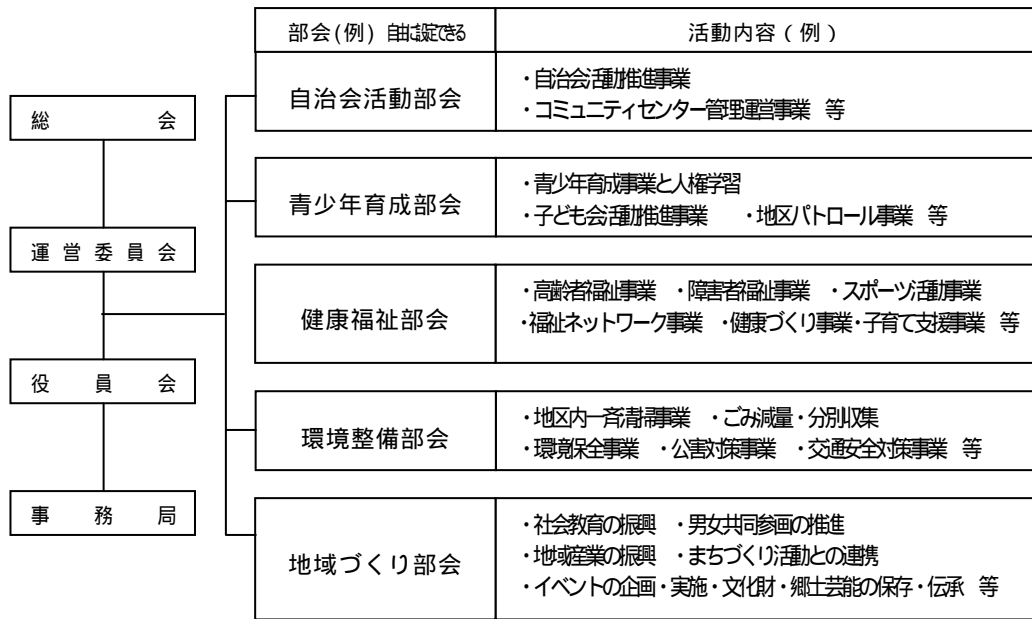 部会(例) 自由に設定できる
活動内容(例)
総会
運営委員会
役員会
事務局
自治会活動部会
・自治会活動推進事業
・コミュニティセンター管理運営事業 等
青少年育成部会
・青少年育成事業と人権学習
・子ども会活動推進事業 ・地区パトロール事業 等
健康福祉部会
・高齢者福祉事業 ・障害者福祉事業 ・スポーツ活動事業
・福祉ネットワーク事業 ・健康づくり事業・子育て支援事業 等
環境整備部会
・地区内一斉清掃事業 ・ごみ減量・分別収集
・環境保全事業 ・公害対策事業 ・交通安全対策事業 等
地域づくり部会
・社会教育の振興 ・男女共同参画の推進
・地域産業の振興 ・まちづくり活動との連携
・イベントの企画・実施・文化財・郷土芸能の保存・伝承 等